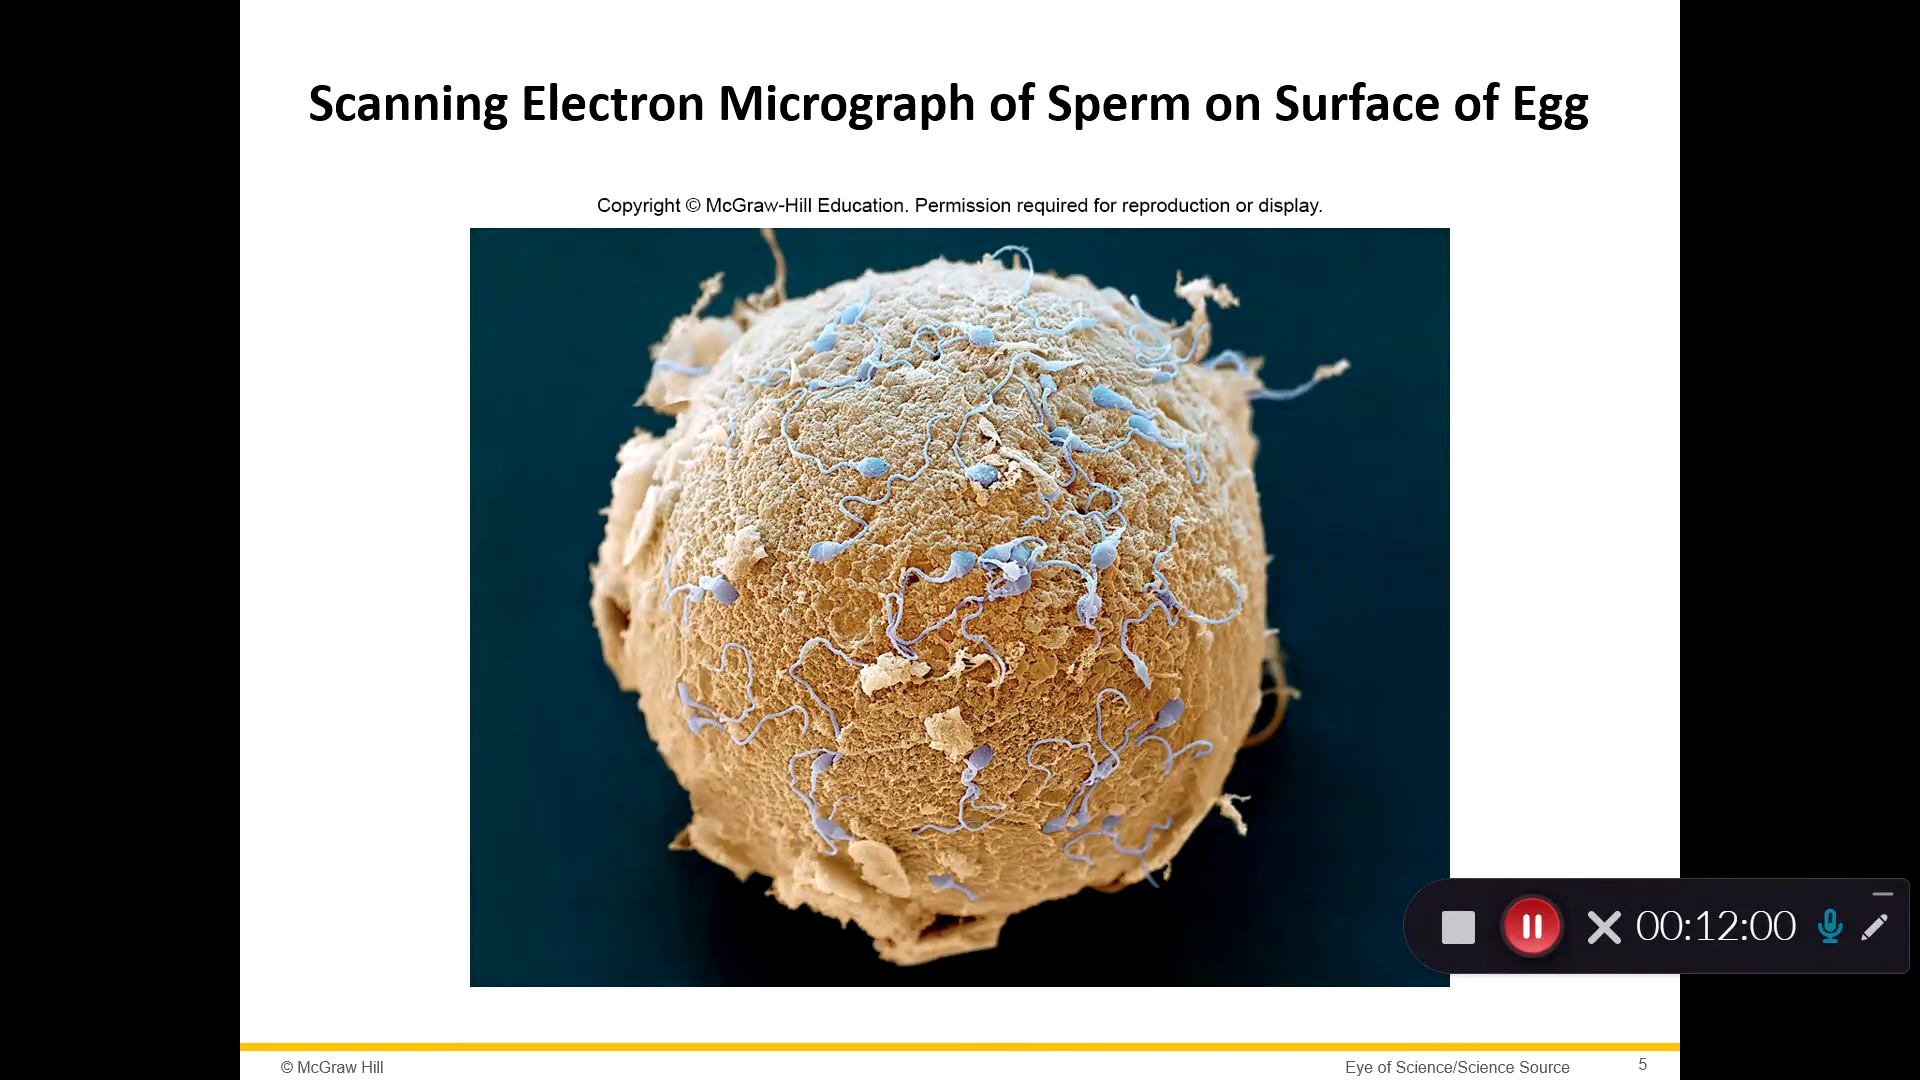 Scanning Electron Micrograph of Sperm on Surface of Egg
Copyright © McGraw-Hill Education. Permission required for reproduction or display.
00:12:00
© McGraw Hill
Eye of Science/Science Source
5